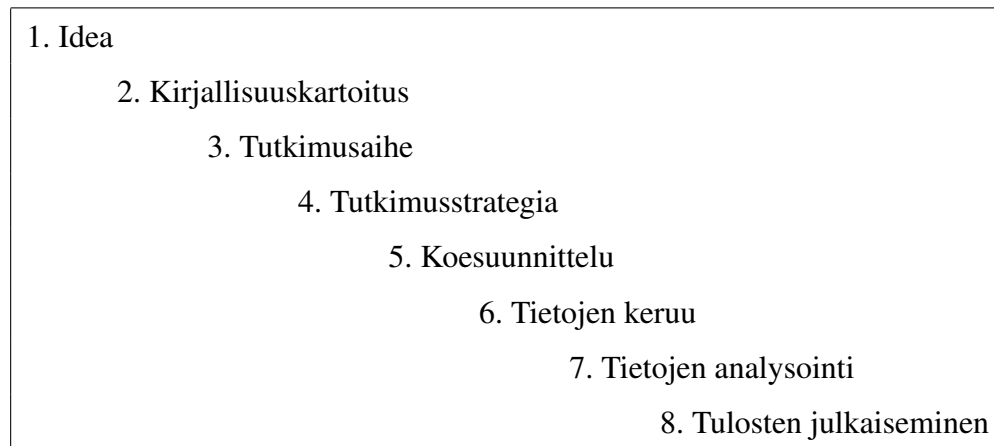 1. Idea
2. Kirjallisuuskartoitus
3. Tutkimusaihe
4. Tutkimusstrategia
5. Koesuunnittelu
6. Tietojen keruu
7. Tietojen analysointi
8. Tulosten julkaiseminen